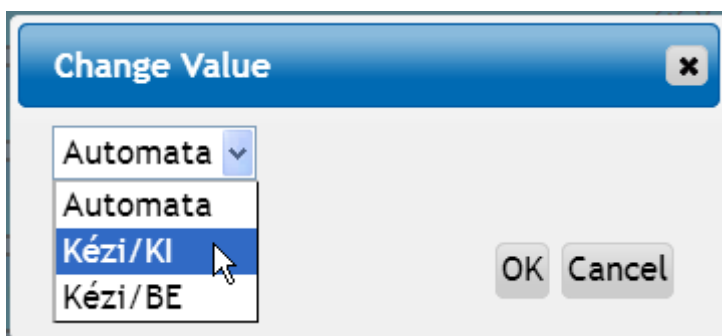 Change Value
Automata
Automata
Kézi/KI
Kézi/BE
OK Cancel